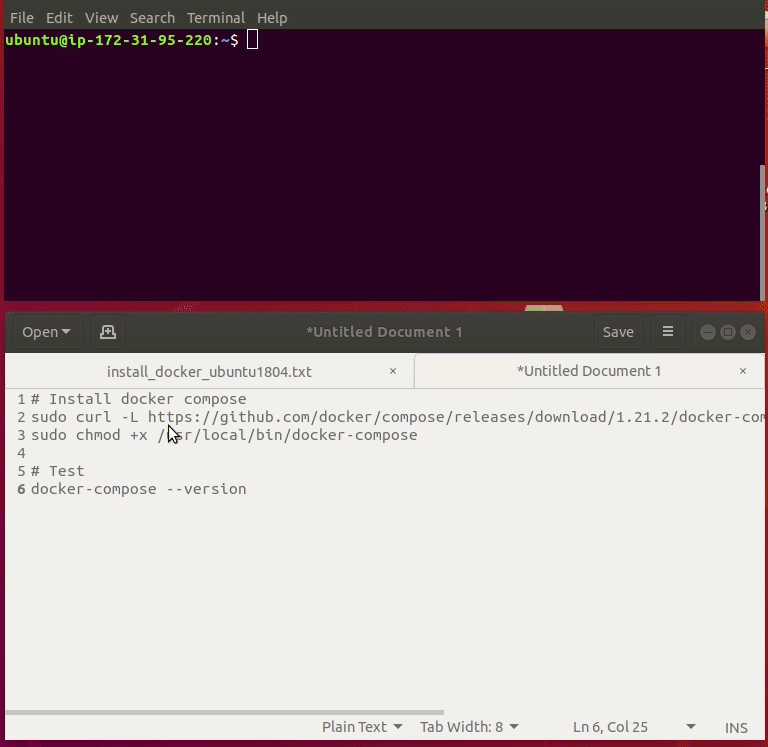 File Edit View Search Terminal Help
ubuntu@ip-172-31-95-220:~$
Open *Untitled Document 1 Save
install_docker_ubuntu1804.txt × *Untitled Document 1 ×
1 # Install docker compose
2 sudo curl -L https://github.com/docker/compose/releases/download/1.21.2/docker-com
3 sudo chmod +x /usr/local/bin/docker-compose
4
5 # Test
6 docker-compose --version
Plain Text Tab Width: 8 Ln 6, Col 25 INS